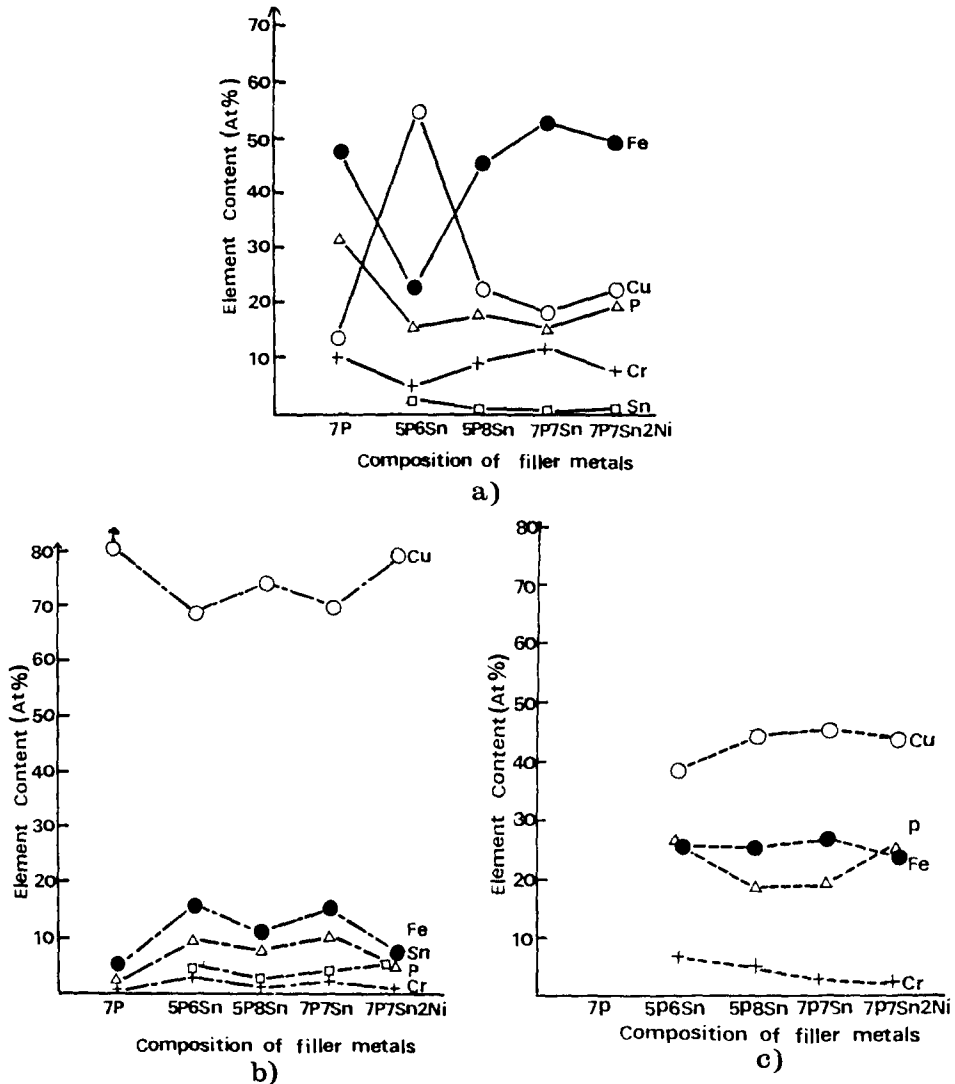 70
60
50
40
30
20
10
Element Content (At%)
Fe
Cu
P
Cr
Sn
7P 5P6Sn 5P8Sn 7P7Sn 7P7Sn2Ni
Composition of filler metals
a)
80
70
60
50
40
30
20
10
Element Content (At%)
Cu
Fe
Sn
P
Cr
7P 5P6Sn 5P8Sn 7P7Sn 7P7Sn2Ni
Composition of filler metals
b)
80
70
60
50
40
30
20
10
Element Content (At%)
Cu
p
Fe
Cr
7p 5p6Sn 5p8Sn 7p7Sn 7p7Sn2Ni
Composition of filler metals
c)